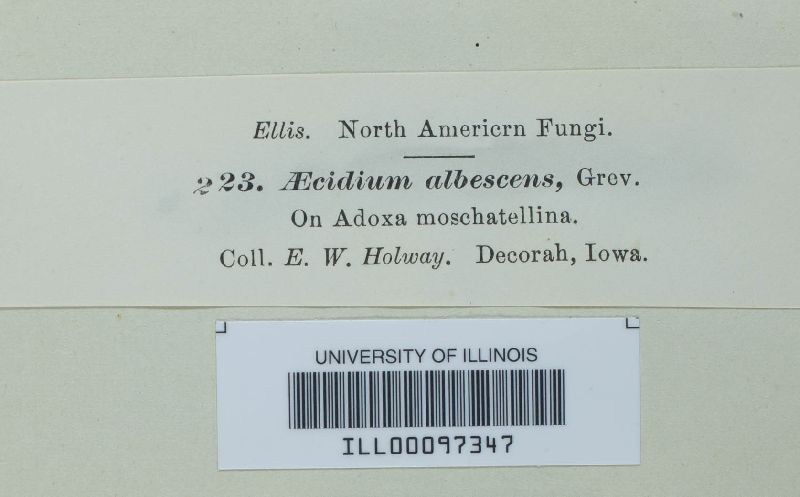 Ellis. North Americrn Fungi.
223. Æcidium albescens, Grev.
On Adoxa moschatellina.
Coll. E. W. Holway. Decorah, Iowa.
UNIVERSITY OF ILLINOIS
ILL00097347